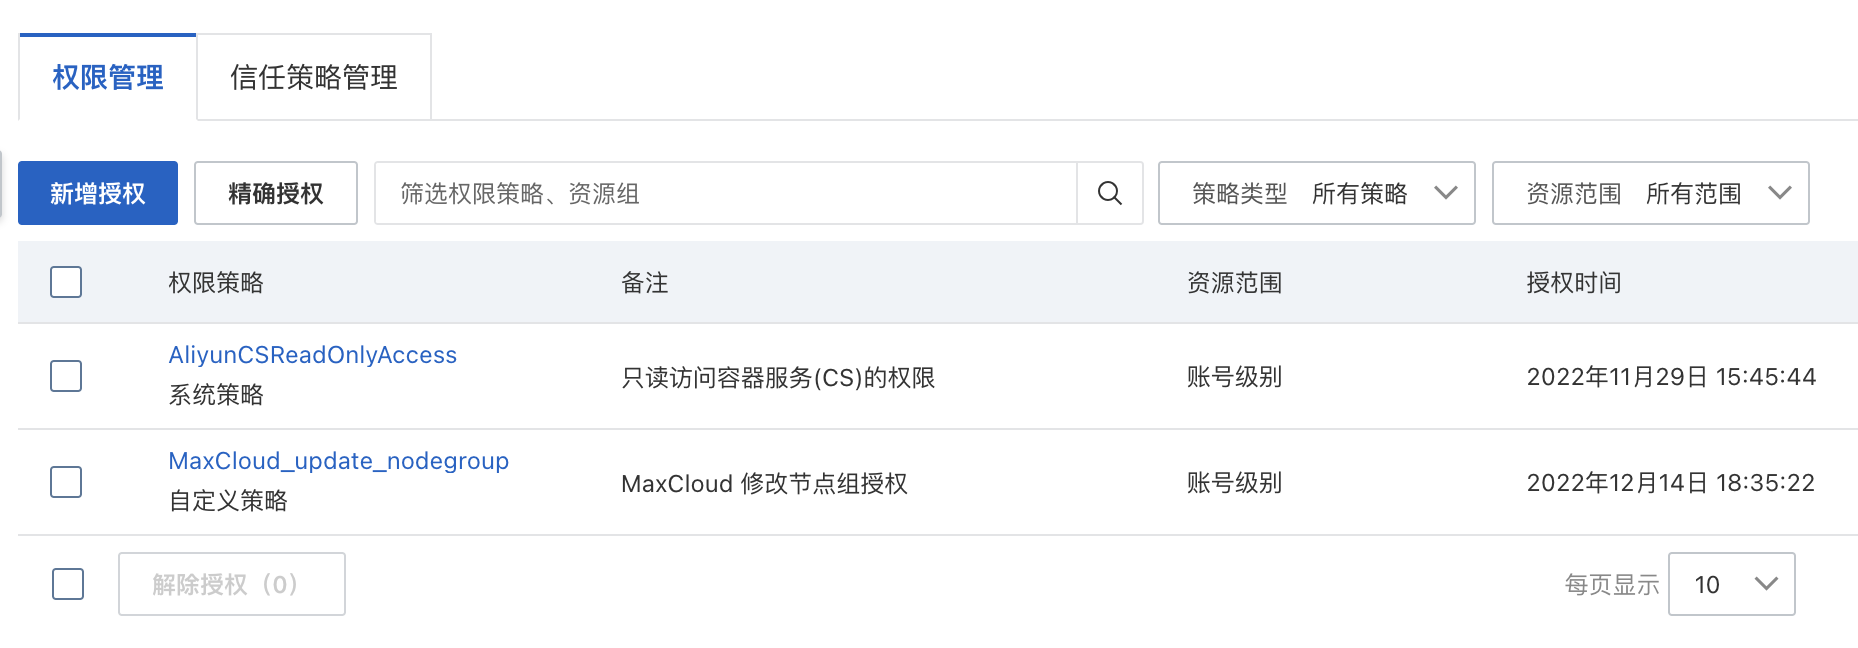 权限管理 信任策略管理
新增授权 精确授权 筛选权限策略、资源组 策略类型 所有策略 资源范围 所有范围
权限策略 备注 资源范围 授权时间
AliyunCSReadOnlyAccess
系统策略 只读访问容器服务(CS)的权限 账号级别 2022年11月29日 15:45:44
MaxCloud_update_nodegroup
自定义策略 MaxCloud 修改节点组授权 账号级别 2022年12月14日 18:35:22
解除授权（0） 每页显示 10